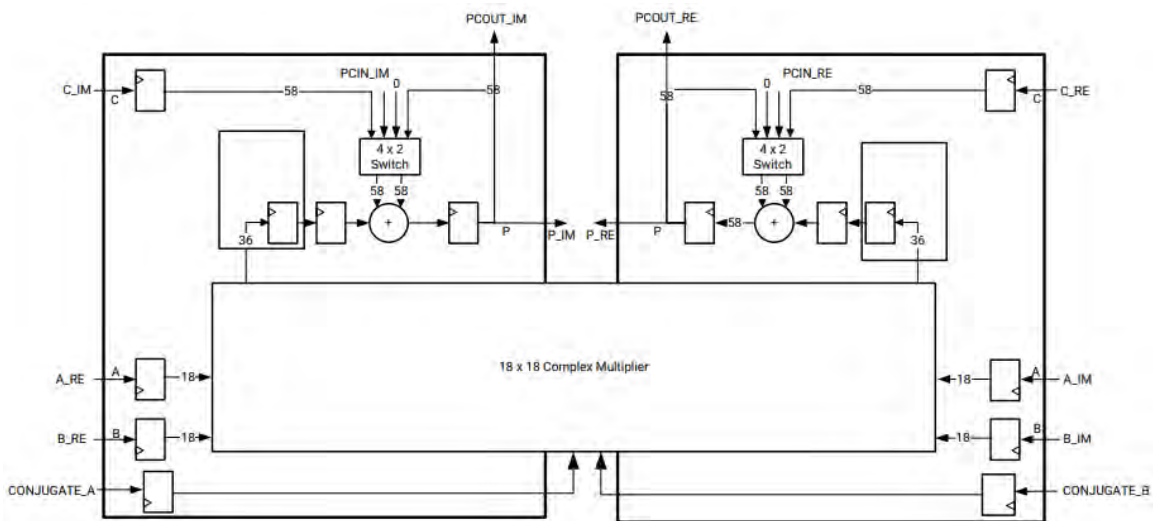 PCOUT_IM
PCOUT_RE
C_IM
C
58
PCIN_IM
0
58
58
PCIN_RE
0
58
C
C_RE
4 x 2
Switch
4 x 2
Switch
58
58
58
58
36
+
P
P_IM
P_RE
P
58
+
36
18 x 18 Complex Multiplier
A_RE
A
18
18
A
A_IM
B_RE
B
18
18
B
B_IM
CONJUGATE_A
CONJUGATE_B